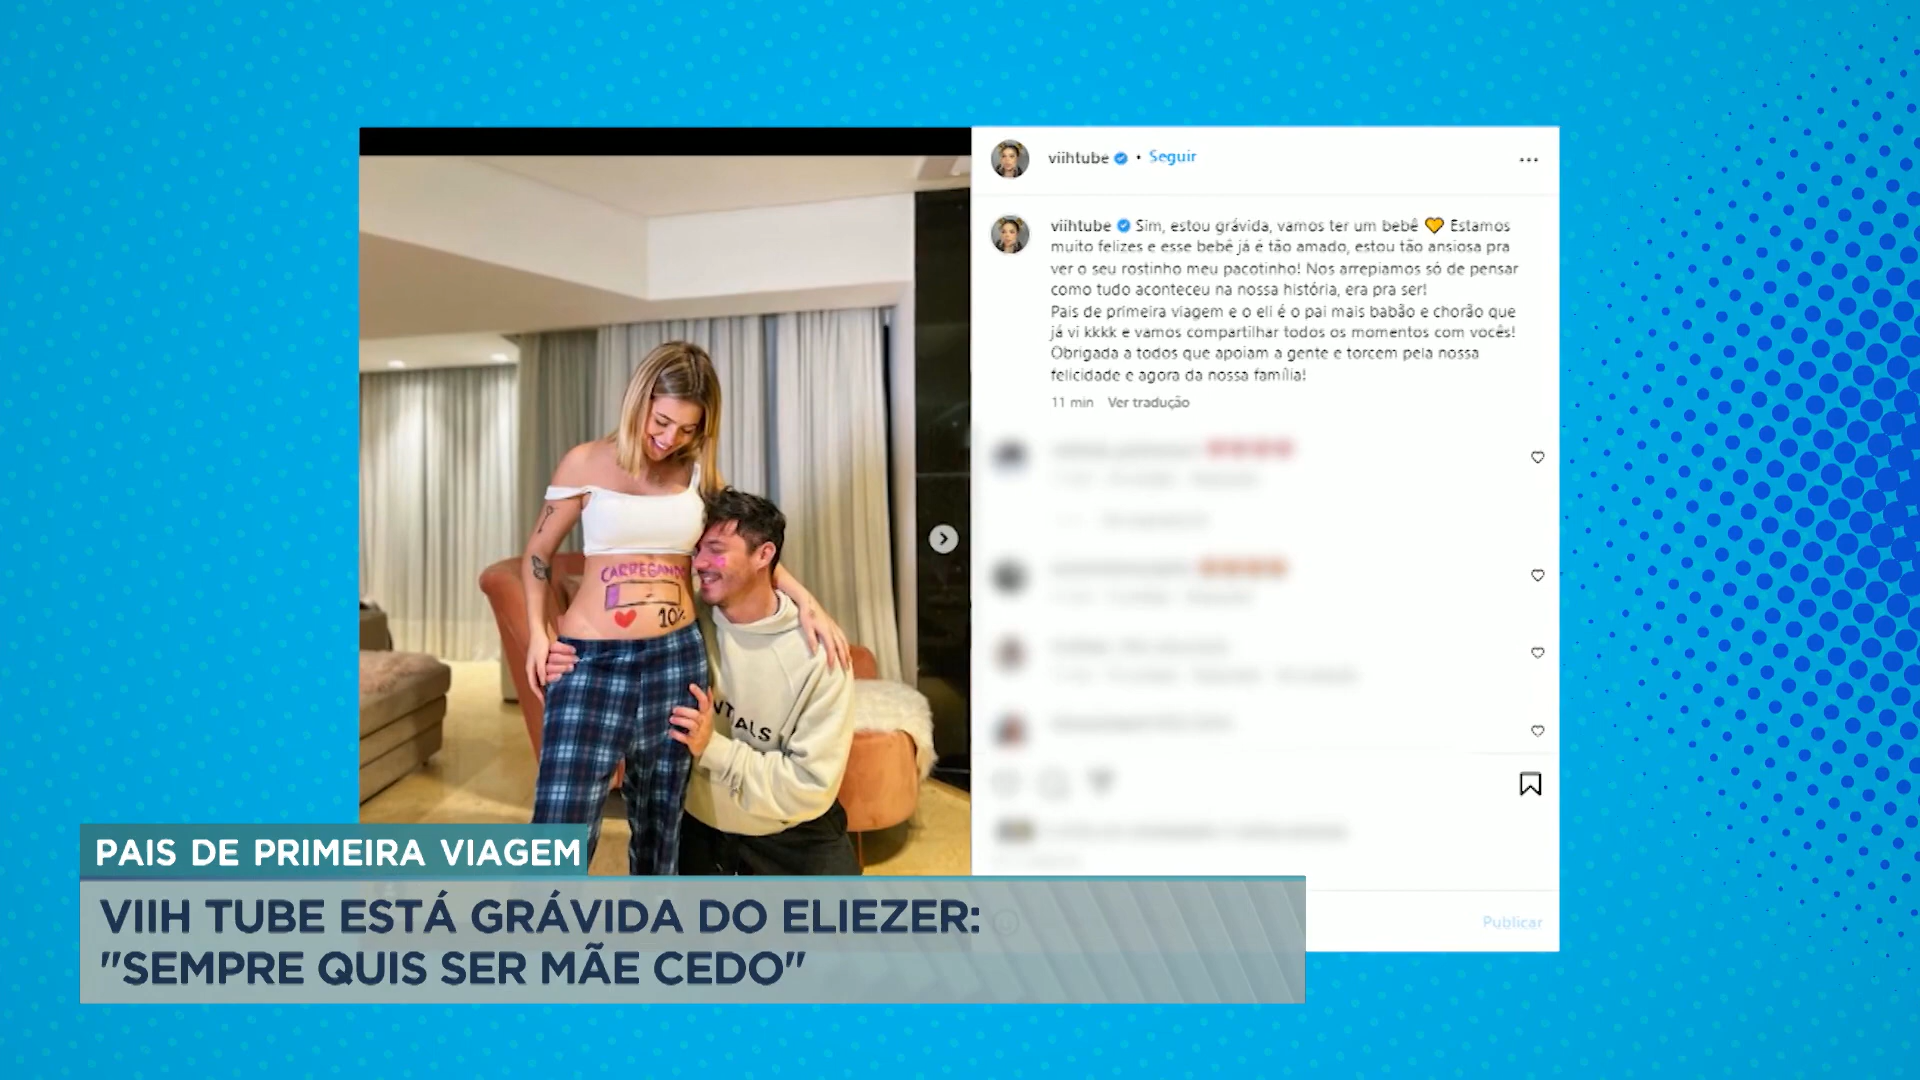 viihtube • Seguir
viihtube Sim, estou grávida, vamos ter um bebê 💛 Estamos
muito felizes e esse bebê já é tão amado, estou tão ansiosa pra
ver o seu rostinho meu pacotinho! Nos arrepiamos só de pensar
como tudo aconteceu na nossa história, era pra ser!
Pais de primeira viagem e o eli é o pai mais babão e chorão que
já vi kkkk e vamos compartilhar todos os momentos com vocês!
Obrigada a todos que apoiam a gente e torcem pela nossa
felicidade e agora da nossa família!
11 min Ver tradução
CARREGANDO
10%
Publicar
PAIS DE PRIMEIRA VIAGEM
VIIH TUBE ESTÁ GRÁVIDA DO ELIEZER:
"SEMPRE QUIS SER MÃE CEDO"